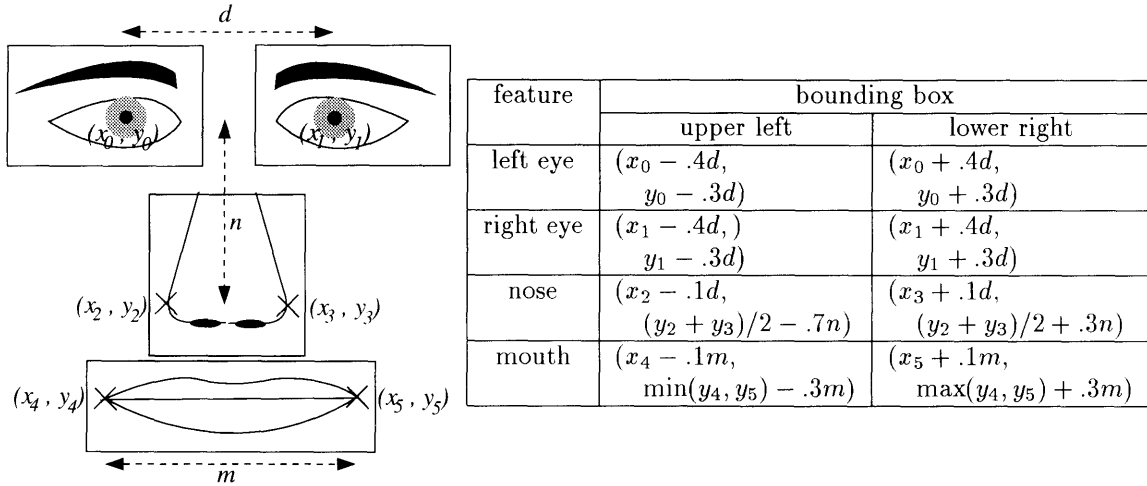 d
(x₀ , y₀)
(x₁ , y₁)
n
(x₂ , y₂)
(x₃ , y₃)
(x₄ , y₄)
(x₅ , y₅)
m
feature | bounding box
upper left | lower right
left eye | (x₀ − .4d, | (x₀ + .4d,
y₀ − .3d) | y₀ + .3d)
right eye | (x₁ − .4d, ) | (x₁ + .4d,
y₁ − .3d) | y₁ + .3d)
nose | (x₂ − .1d, | (x₃ + .1d,
(y₂ + y₃)/2 − .7n) | (y₂ + y₃)/2 + .3n)
mouth | (x₄ − .1m, | (x₅ + .1m,
min(y₄, y₅) − .3m) | max(y₄, y₅) + .3m)